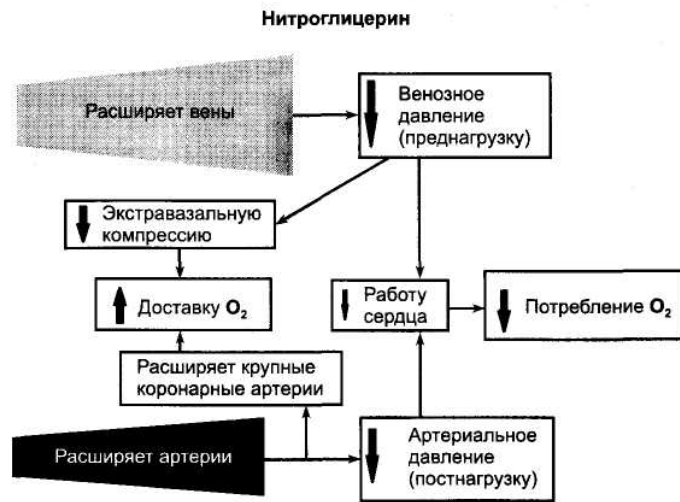 Нитроглицерин
Расширяет вены
Венозное
давление
(преднагрузку)
Экстравазальную
компрессию
Доставку O₂
Работу
сердца
Потребление O₂
Расширяет крупные
коронарные артерии
Расширяет артерии
Артериальное
давление
(постнагрузку)